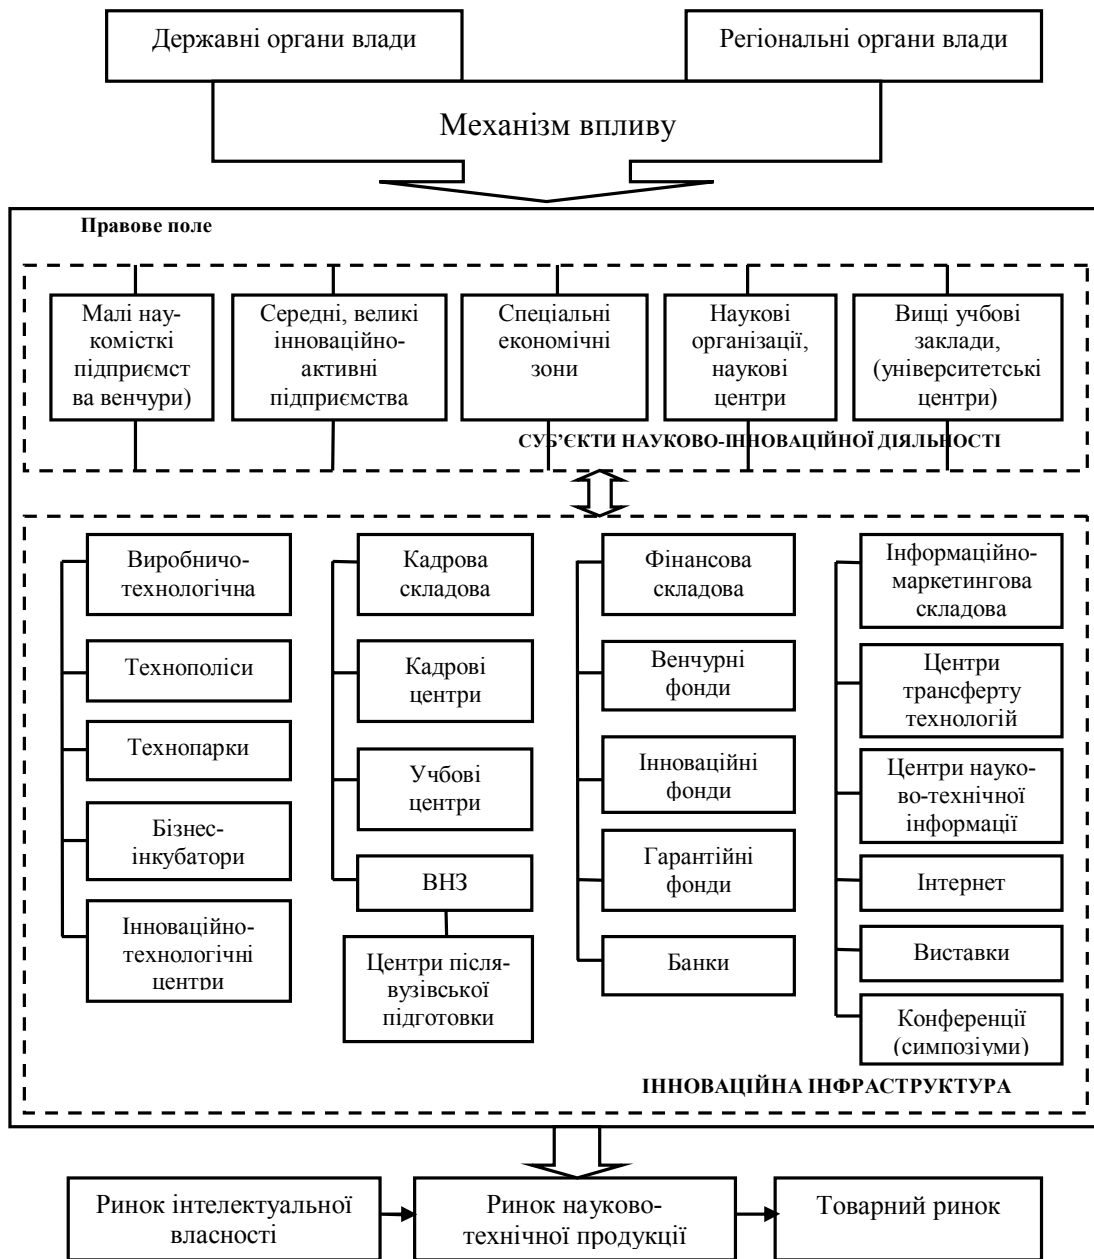 Державні органи влади
Регіональні органи влади
Механізм впливу
Правове поле
Малі нау-
комісткі
підприємст
ва венчури)
Середні, великі
інноваційно-
активні
підприємства
Спеціальні
економічні
зони
Наукові
організації,
наукові
центри
Вищі учбові
заклади,
(університетські
центри)
СУБ’ЄКТИ НАУКОВО-ІННОВАЦІЙНОЇ ДІЯЛЬНОСТІ
Виробничо-
технологічна
Технополіси
Технопарки
Бізнес-
інкубатори
Інноваційно-
технологічні
центри
Кадрова
складова
Кадрові
центри
Учбові
центри
ВНЗ
Центри після-
вузівської
підготовки
Фінансова
складова
Венчурні
фонди
Інноваційні
фонди
Гарантійні
фонди
Банки
Інформаційно-
маркетингова
складова
Центри
трансферту
технологій
Центри науко-
во-технічної
інформації
Інтернет
Виставки
Конференції
(симпозіуми)
ІННОВАЦІЙНА ІНФРАСТРУКТУРА
Ринок інтелектуальної
власності
Ринок науково-
технічної продукції
Товарний ринок